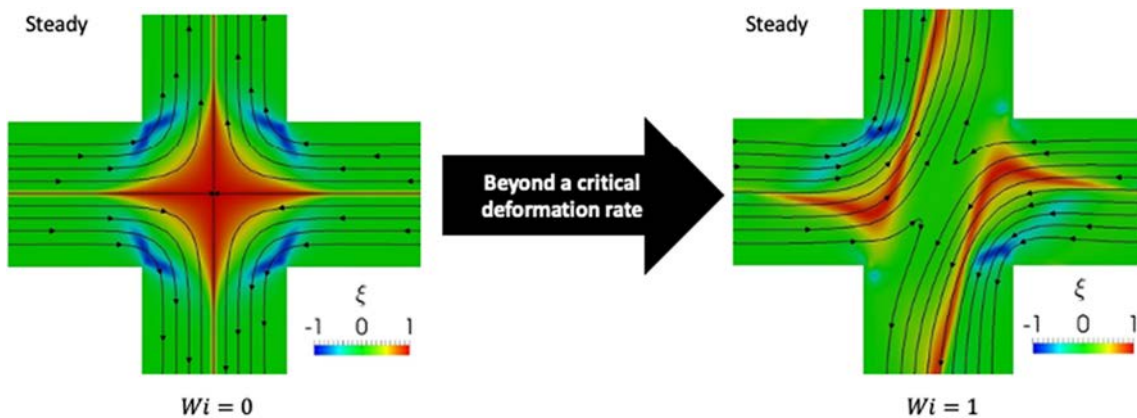 Steady
Steady
Beyond a critical
deformation rate
ξ
-1 0 1
ξ
-1 0 1
Wi = 0
Wi = 1